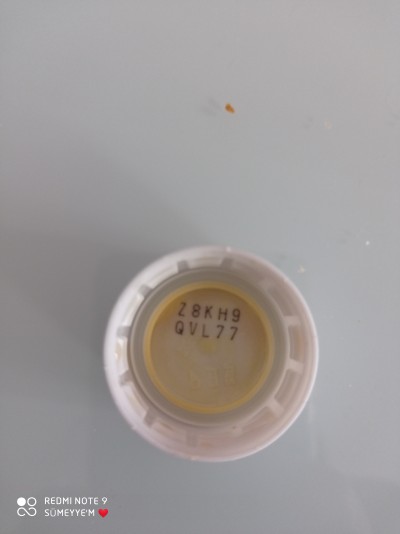 Z8KH9
QVL77
REDMI NOTE 9
SÜMEYYE'M ❤️